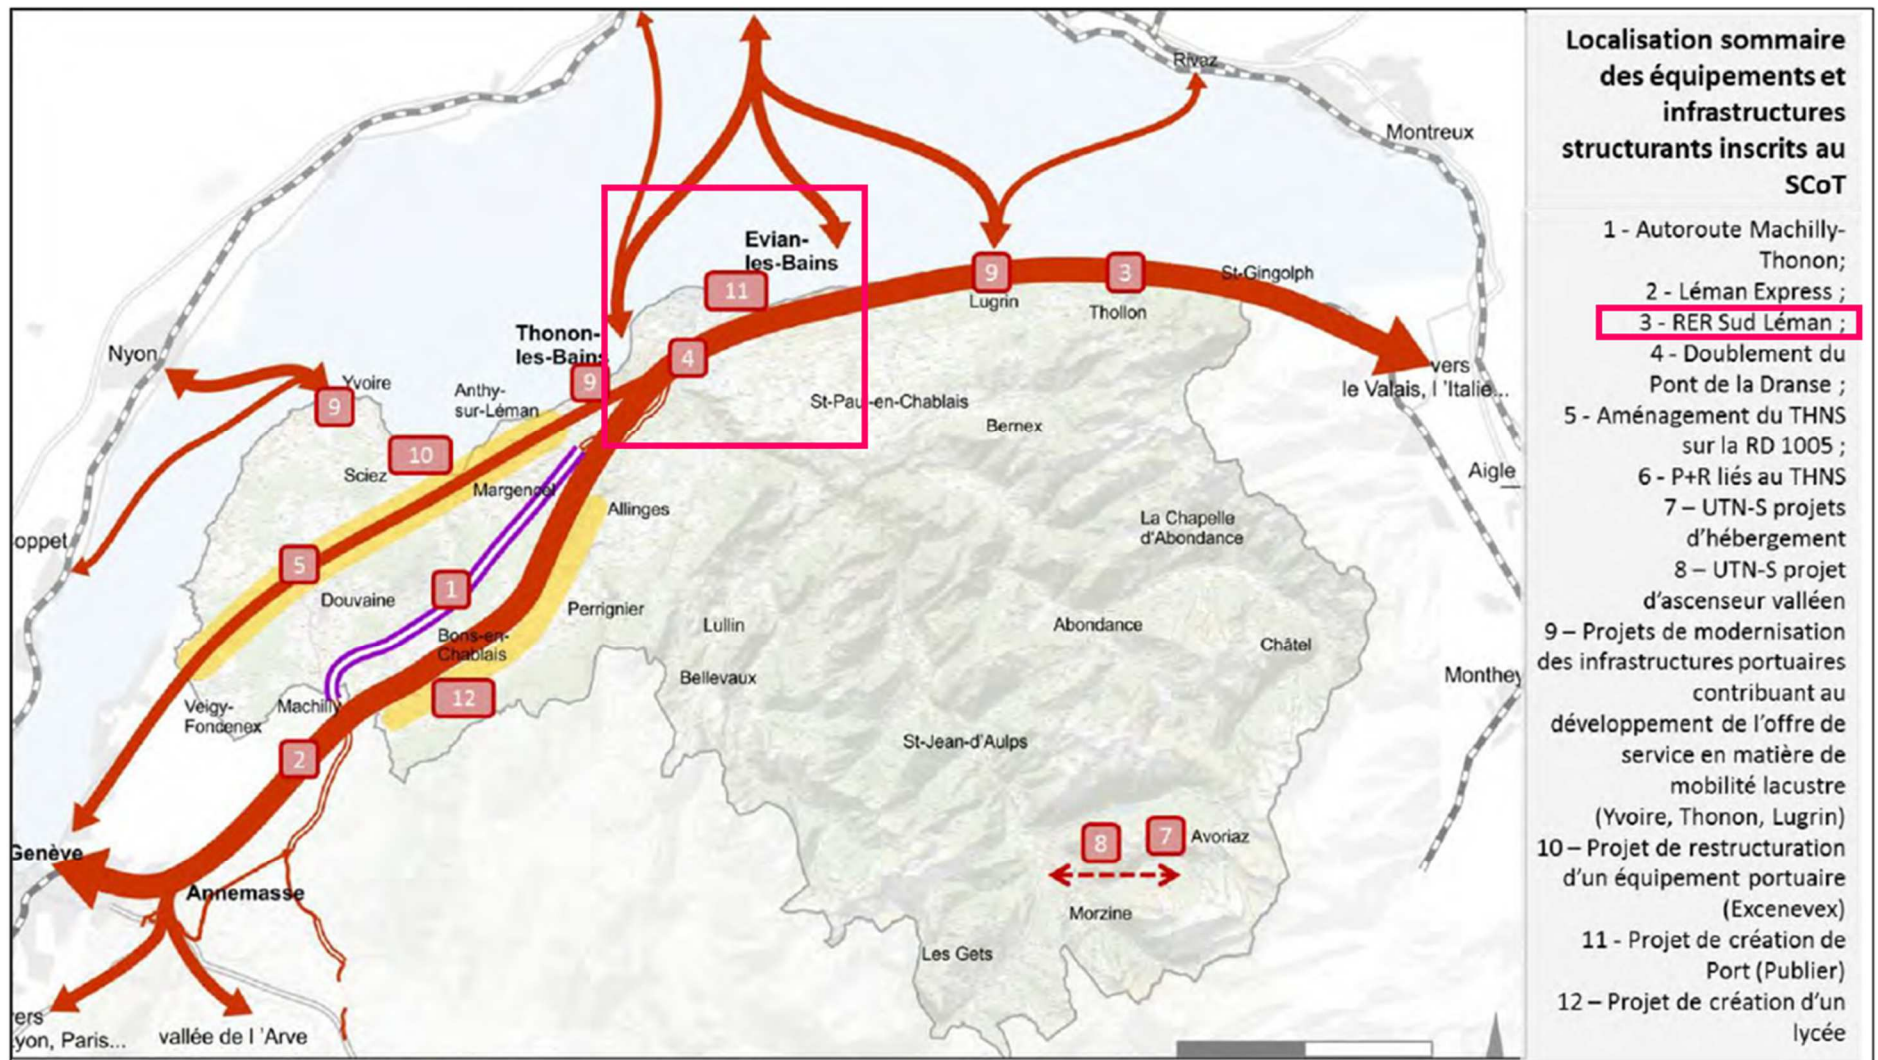 Rivaz
Montreux
Evian-
les-Bains
11
9
3
St-Gingolph
Lugrin
Thollon
Thonon-
les-Bains
4
Nyon
vers
le Valais, l 'Italie...
9
Yvoire
9
Anthy-
sur-Léman
St-Paul-en-Chablais
Bernex
10
Sciez
Margencel
Aigle
Allinges
La Chapelle
d'Abondance
oppet
5
1
Douvaine
Perrignier
Lullin
Abondance
Châtel
Bons-en-
Chablais
Bellevaux
Monthey
12
Veigy-
Foncenex
Machilly
2
St-Jean-d'Aulps
8
7
Avoriaz
Genève
Annemasse
Morzine
Les Gets
ers
yon, Paris...
vallée de l 'Arve
Localisation sommaire
des équipements et
infrastructures
structurants inscrits au
SCoT
1 - Autoroute Machilly-
Thonon;
2 - Léman Express ;
3 - RER Sud Léman ;
4 - Doublement du
Pont de la Dranse ;
5 - Aménagement du THNS
sur la RD 1005 ;
6 - P+R liés au THNS
7 – UTN-S projets
d'hébergement
8 – UTN-S projet
d'ascenseur valléen
9 – Projets de modernisation
des infrastructures portuaires
contribuant au
développement de l'offre de
service en matière de
mobilité lacustre
(Yvoire, Thonon, Lugrin)
10 – Projet de restructuration
d'un équipement portuaire
(Excenevex)
11 - Projet de création de
Port (Publier)
12 – Projet de création d'un
lycée